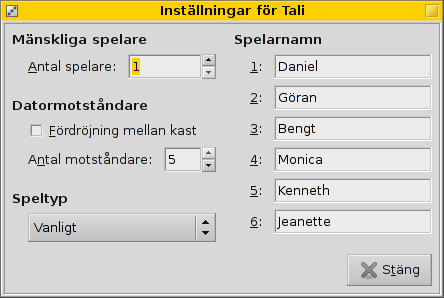 Inställningar för Tali
Mänskliga spelare
Antal spelare: 1
Datormotståndare
Fördröjning mellan kast
Antal motståndare: 5
Speltyp
Vanligt
Spelarnamn
1: Daniel
2: Göran
3: Bengt
4: Monica
5: Kenneth
6: Jeanette
Stäng